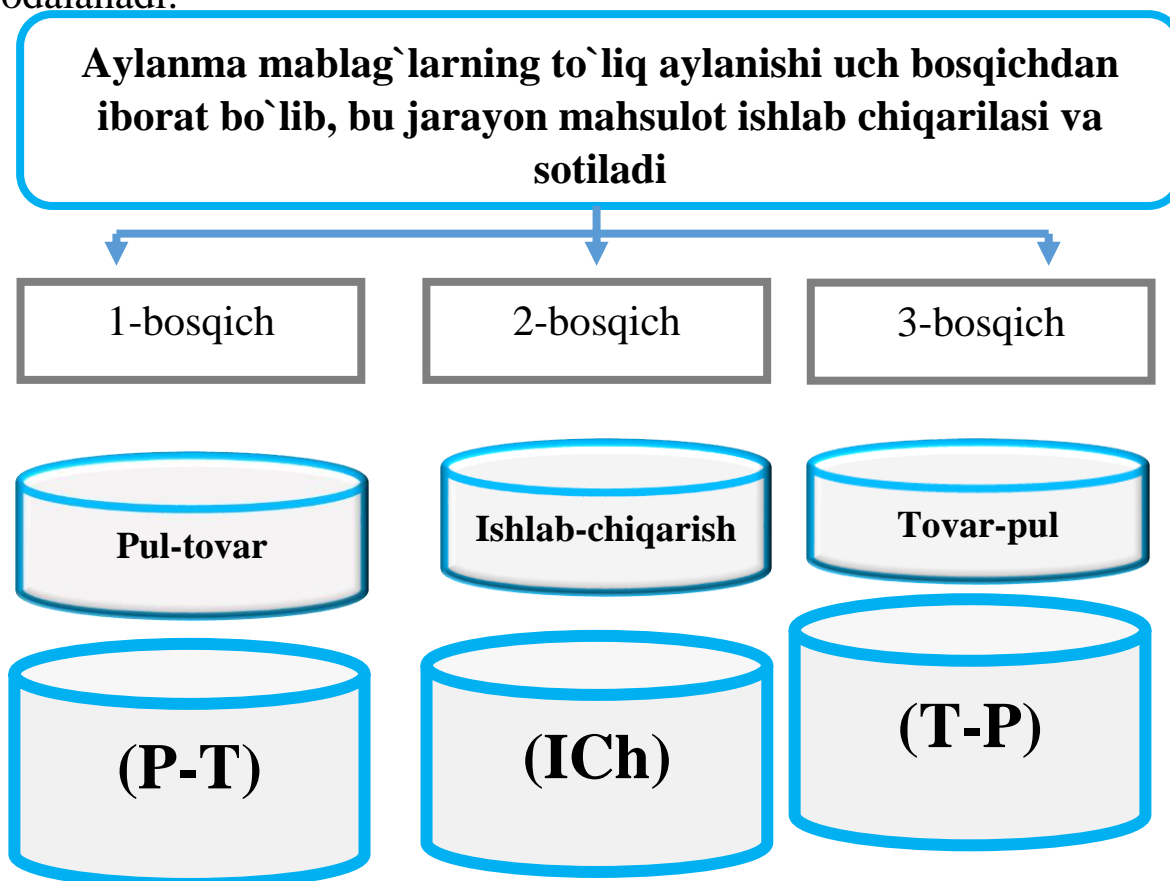 Aylanma mablag`larning to`liq aylanishi uch bosqichdan
iborat bo`lib, bu jarayon mahsulot ishlab chiqarilasi va
sotiladi
1-bosqich
2-bosqich
3-bosqich
Pul-tovar
Ishlab-chiqarish
Tovar-pul
(P-T)
(ICh)
(T-P)